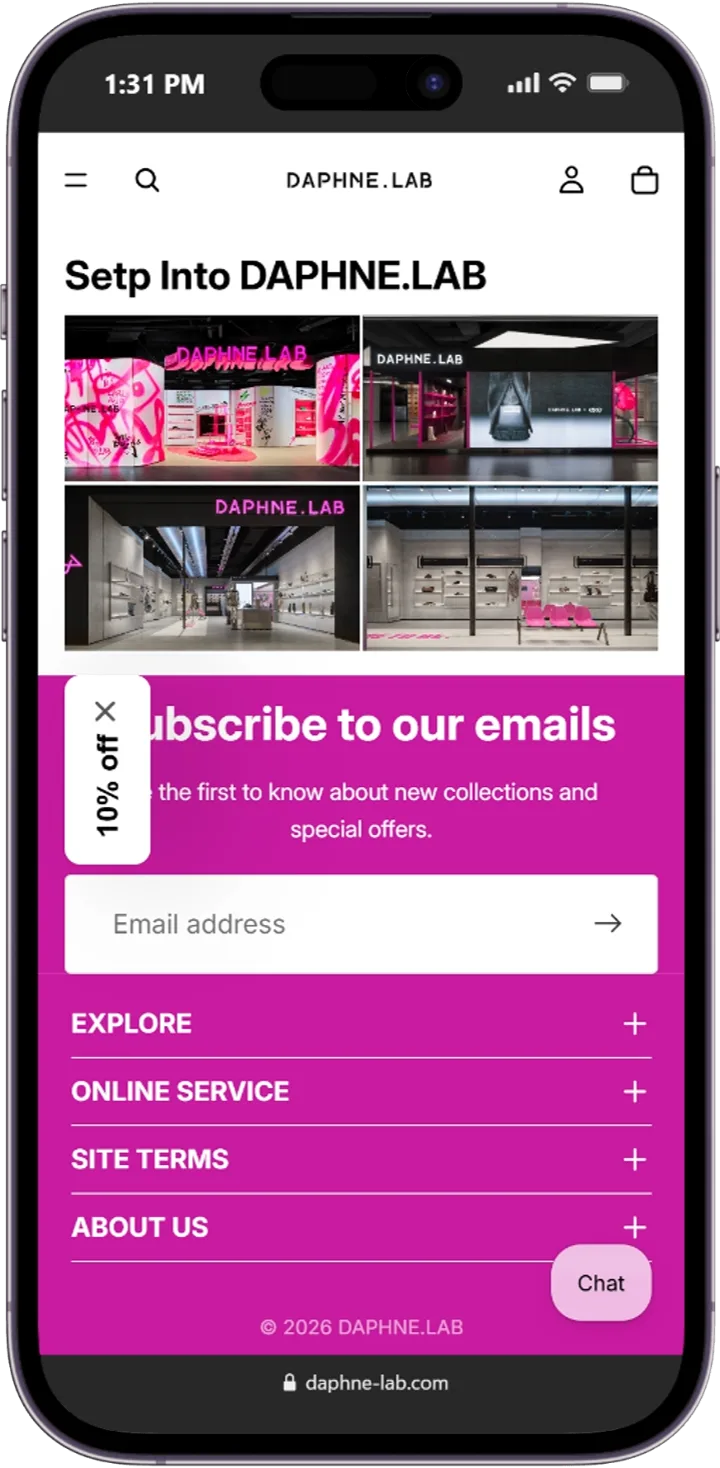 1:31 PM
DAPHNE.LAB
Setp Into DAPHNE.LAB
DAPHNE.LAB
DAPHNE.LAB
DAPHNE.LAB
10% off
ubscribe to our emails
the first to know about new collections and
special offers.
Email address
EXPLORE
ONLINE SERVICE
SITE TERMS
ABOUT US
Chat
© 2026 DAPHNE.LAB
daphne-lab.com